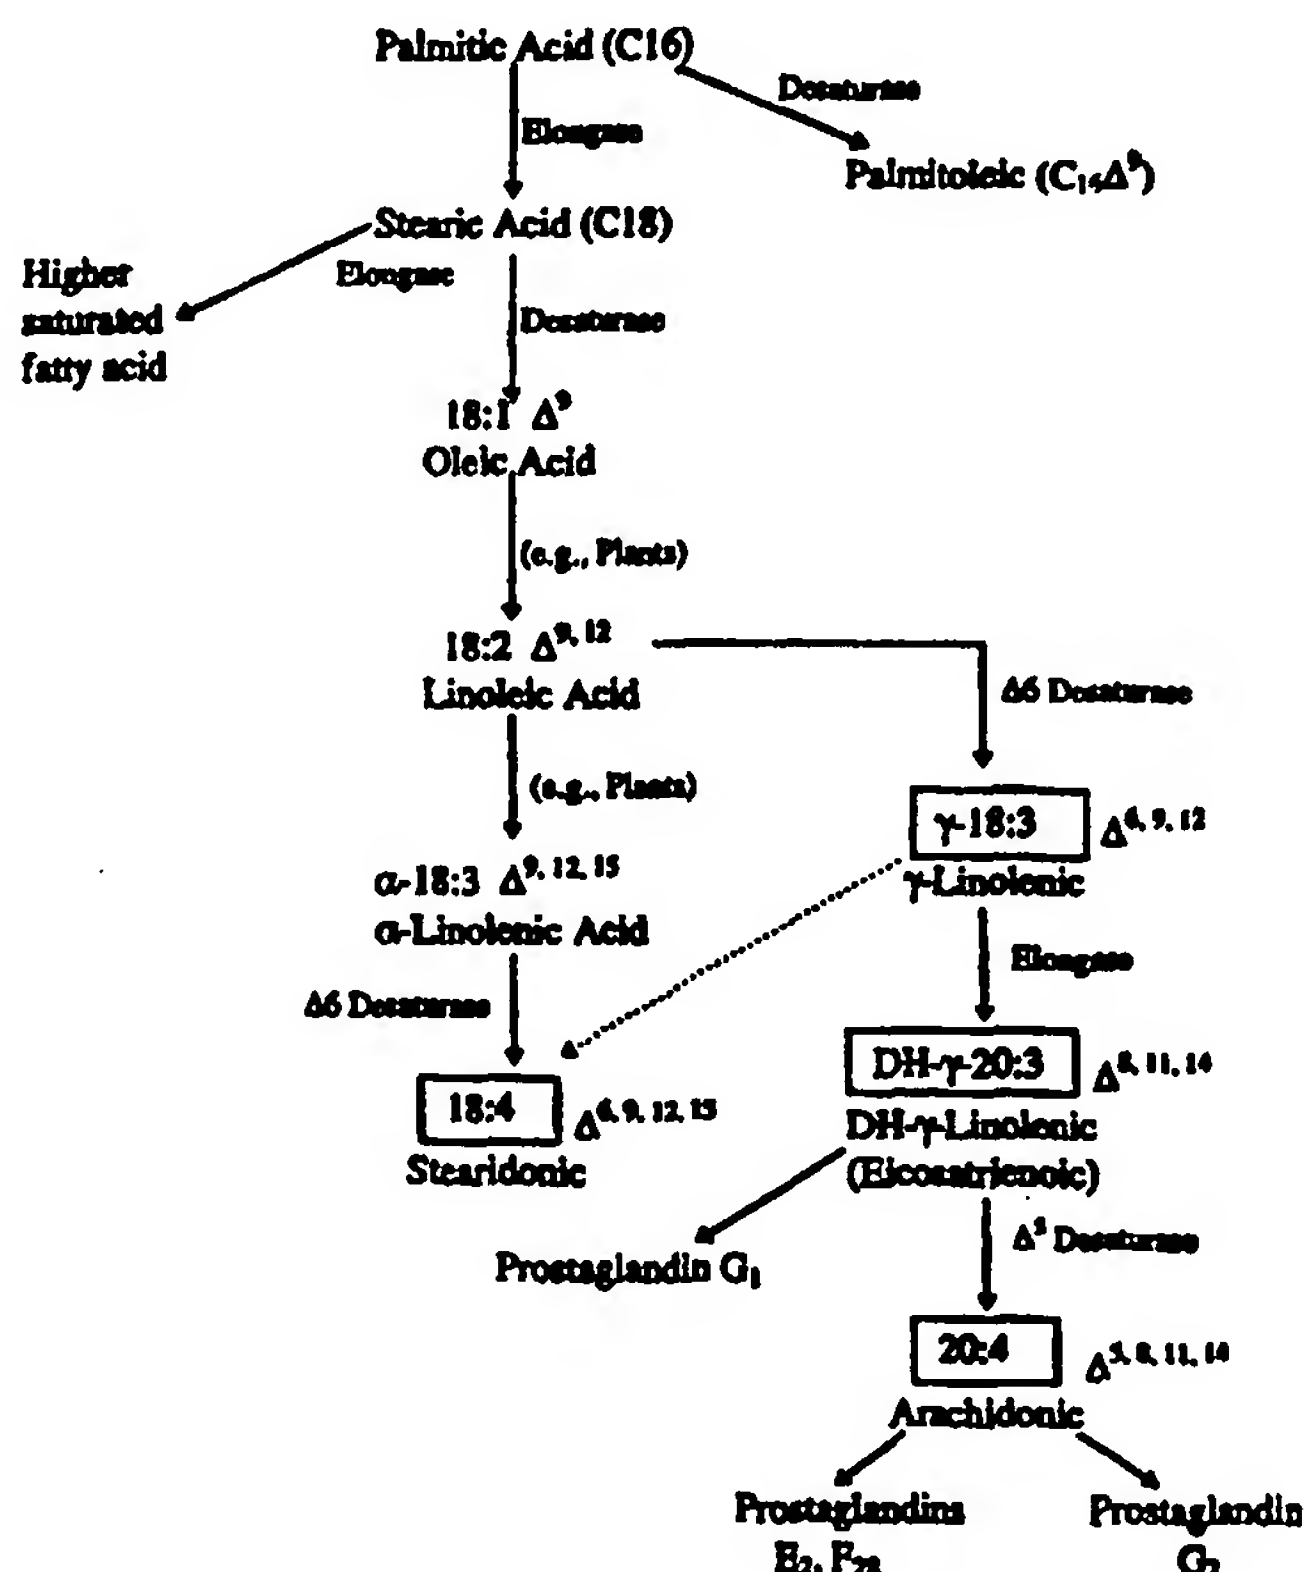 Palmitic Acid (C16)
Desaturase
Elongase
Palmitoleic (C₁₆Δ⁹)
Stearic Acid (C18)
Higher
saturated
fatty acid
Elongase
Desaturase
18:1 Δ⁹
Oleic Acid
(e.g., Plants)
18:2 Δ⁹, ¹²
Linoleic Acid
Δ6 Desaturase
(e.g., Plants)
γ-18:3 Δ⁶, ⁹, ¹²
γ-Linolenic
α-18:3 Δ⁹, ¹², ¹⁵
α-Linolenic Acid
Elongase
Δ6 Desaturase
DH-γ-20:3 Δ⁸, ¹¹, ¹⁴
DH-γ-Linolenic
(Eicosatrienoic)
18:4 Δ⁶, ⁹, ¹², ¹⁵
Stearidonic
Δ⁵ Desaturase
Prostaglandin G₁
20:4 Δ⁵, ⁸, ¹¹, ¹⁴
Arachidonic
Prostaglandins
E₂, F₂
Prostaglandin
G₂